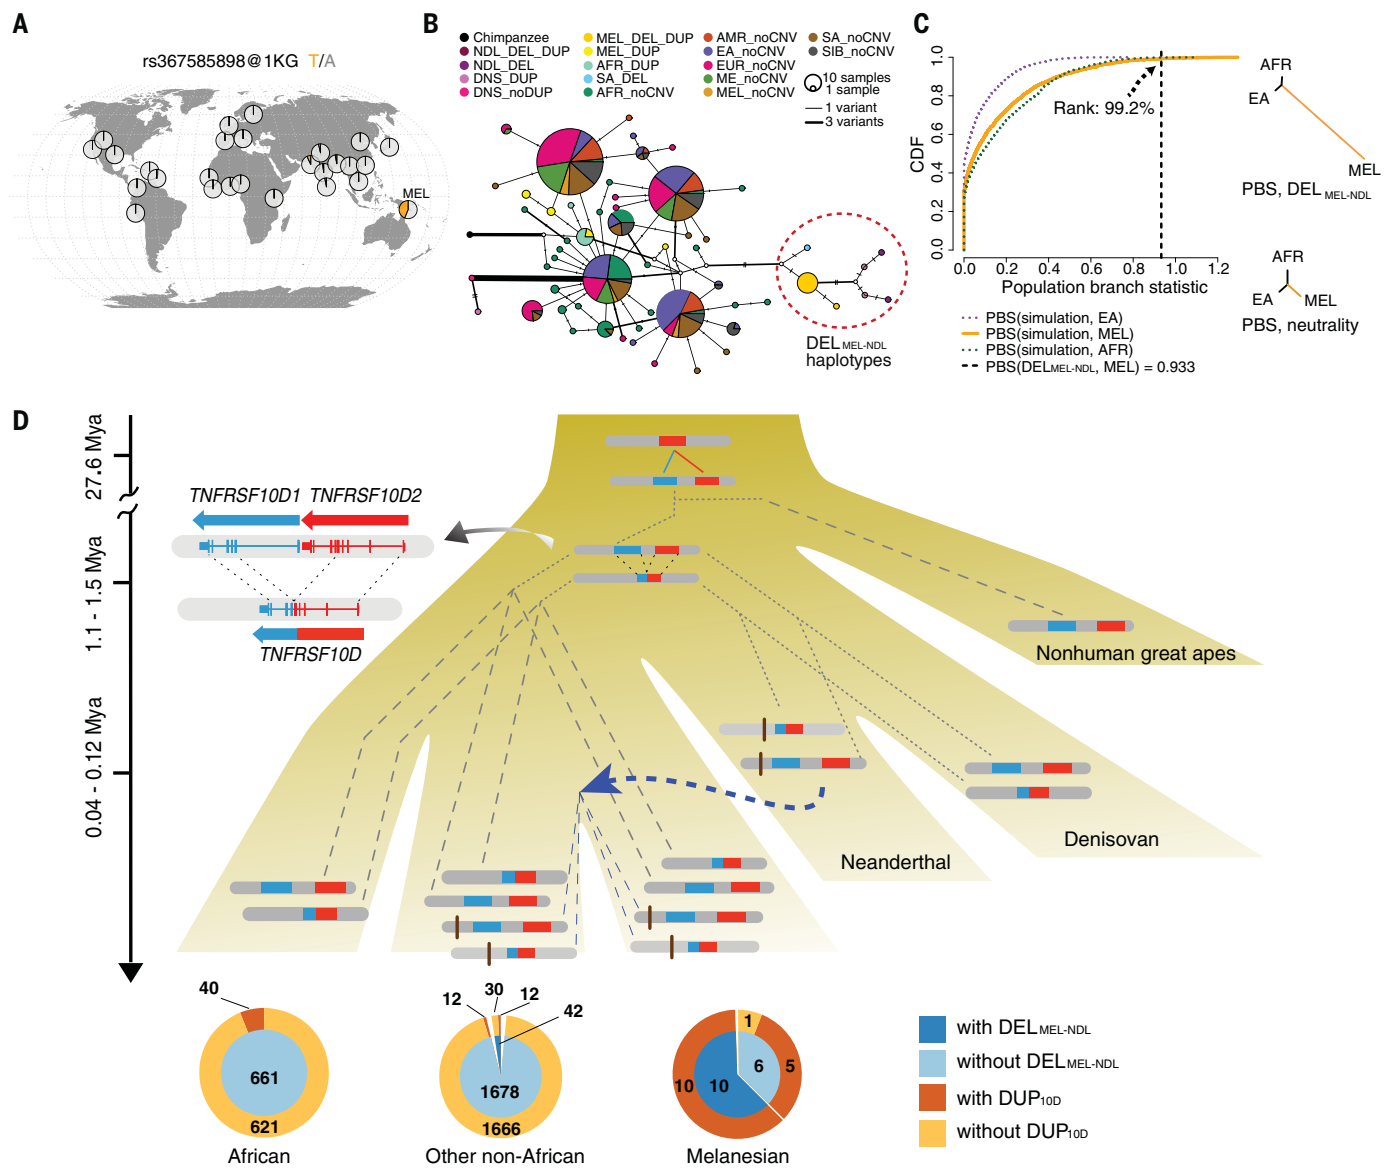 A
rs367585898@1KG T/A
MEL
B
Chimpanzee
NDL_DEL_DUP
NDL_DEL
DNS_DUP
DNS_noDUP
MEL_DEL_DUP
MEL_DUP
AFR_DUP
SA_DEL
AFR_noCNV
AMR_noCNV
EA_noCNV
EUR_noCNV
ME_noCNV
MEL_noCNV
SA_noCNV
SIB_noCNV
10 samples
1 sample
1 variant
3 variants
DEL MEL-NDL
haplotypes
C
CDF
0.0
0.2
0.4
0.6
0.8
1.0
Rank: 99.2%
0.0
0.2
0.4
0.6
0.8
1.0
1.2
Population branch statistic
PBS(simulation, EA)
PBS(simulation, MEL)
PBS(simulation, AFR)
PBS(DELMEL-NDL, MEL) = 0.933
AFR
EA
MEL
PBS, DEL MEL-NDL
AFR
EA
MEL
PBS, neutrality
D
27.6 Mya
1.1 - 1.5 Mya
0.04 - 0.12 Mya
TNFRSF10D1
TNFRSF10D2
TNFRSF10D
Nonhuman great apes
Denisovan
Neanderthal
40
661
621
African
12
30
12
42
1678
1666
Other non-African
1
6
5
10
10
Melanesian
with DEL MEL-NDL
without DEL MEL-NDL
with DUP10D
without DUP10D